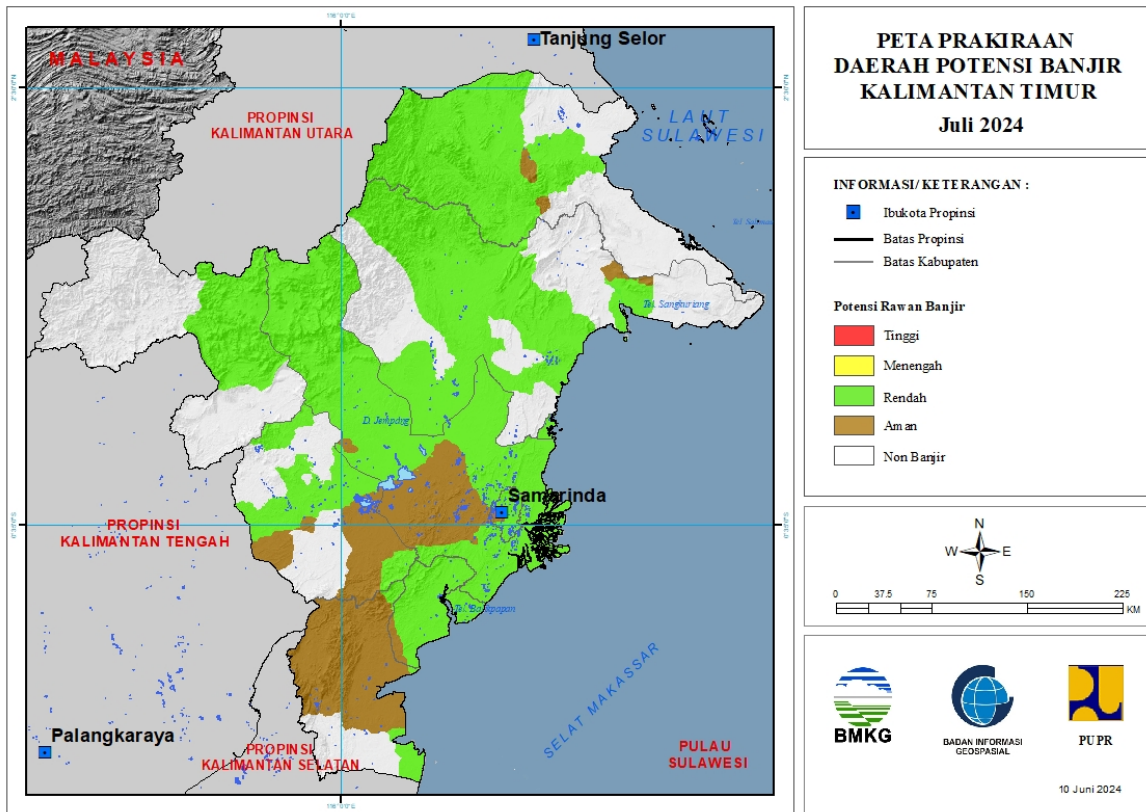 PETA PRAKIRAAN
DAERAH POTENSI BANJIR
KALIMANTAN TIMUR
Juli 2024
INFORMASI/ KETERANGAN :
Ibukota Propinsi
Batas Propinsi
Batas Kabupaten
Potensi Rawan Banjir
Tinggi
Menengah
Rendah
Aman
Non Banjir
N
W E
S
0 37.5 75 150 225
KM
BMKG
BADAN INFORMASI
GEOSPASIAL
PUPR
10 Juni 2024
Tanjung Selor
MALAYSIA
PROPINSI
KALIMANTAN UTARA
LAUT
SULAWESI
Tel. Sangkuriang
D. Jempang
Samarinda
PROPINSI
KALIMANTAN TENGAH
SELAT MAKASSAR
Palangkaraya
PROPINSI
KALIMANTAN SELATAN
PULAU
SULAWESI